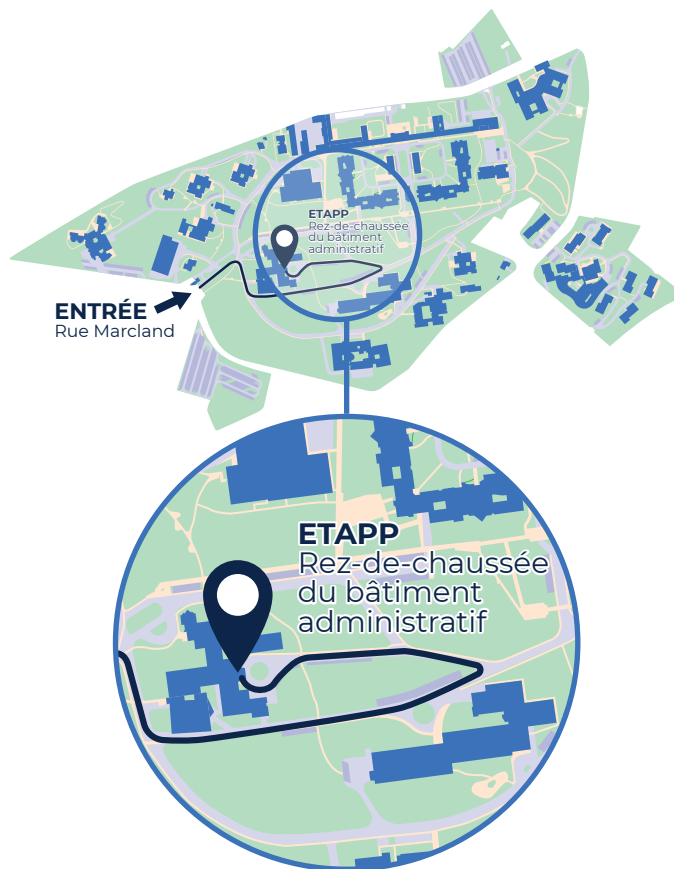 ETAPP
Rez-de-chaussée
du bâtiment
administratif
ENTRÉE
Rue Marcland
ETAPP
Rez-de-chaussée
du bâtiment
administratif